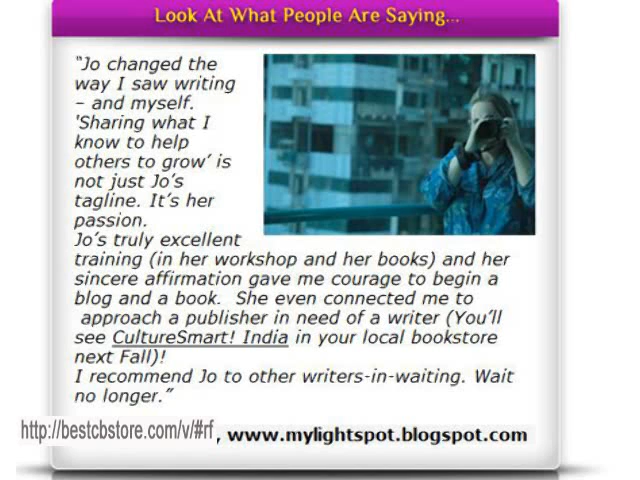 Look At What People Are Saying...
"Jo changed the
way I saw writing
– and myself.
'Sharing what I
know to help
others to grow' is
not just Jo's
tagline. It's her
passion.
Jo's truly excellent
training (in her workshop and her books) and her
sincere affirmation gave me courage to begin a
blog and a book. She even connected me to
approach a publisher in need of a writer (You'll
see CultureSmart! India in your local bookstore
next Fall)!
I recommend Jo to other writers-in-waiting. Wait
no longer."
http://bestcbstore.com/v/#rf , www.mylightspot.blogspot.com